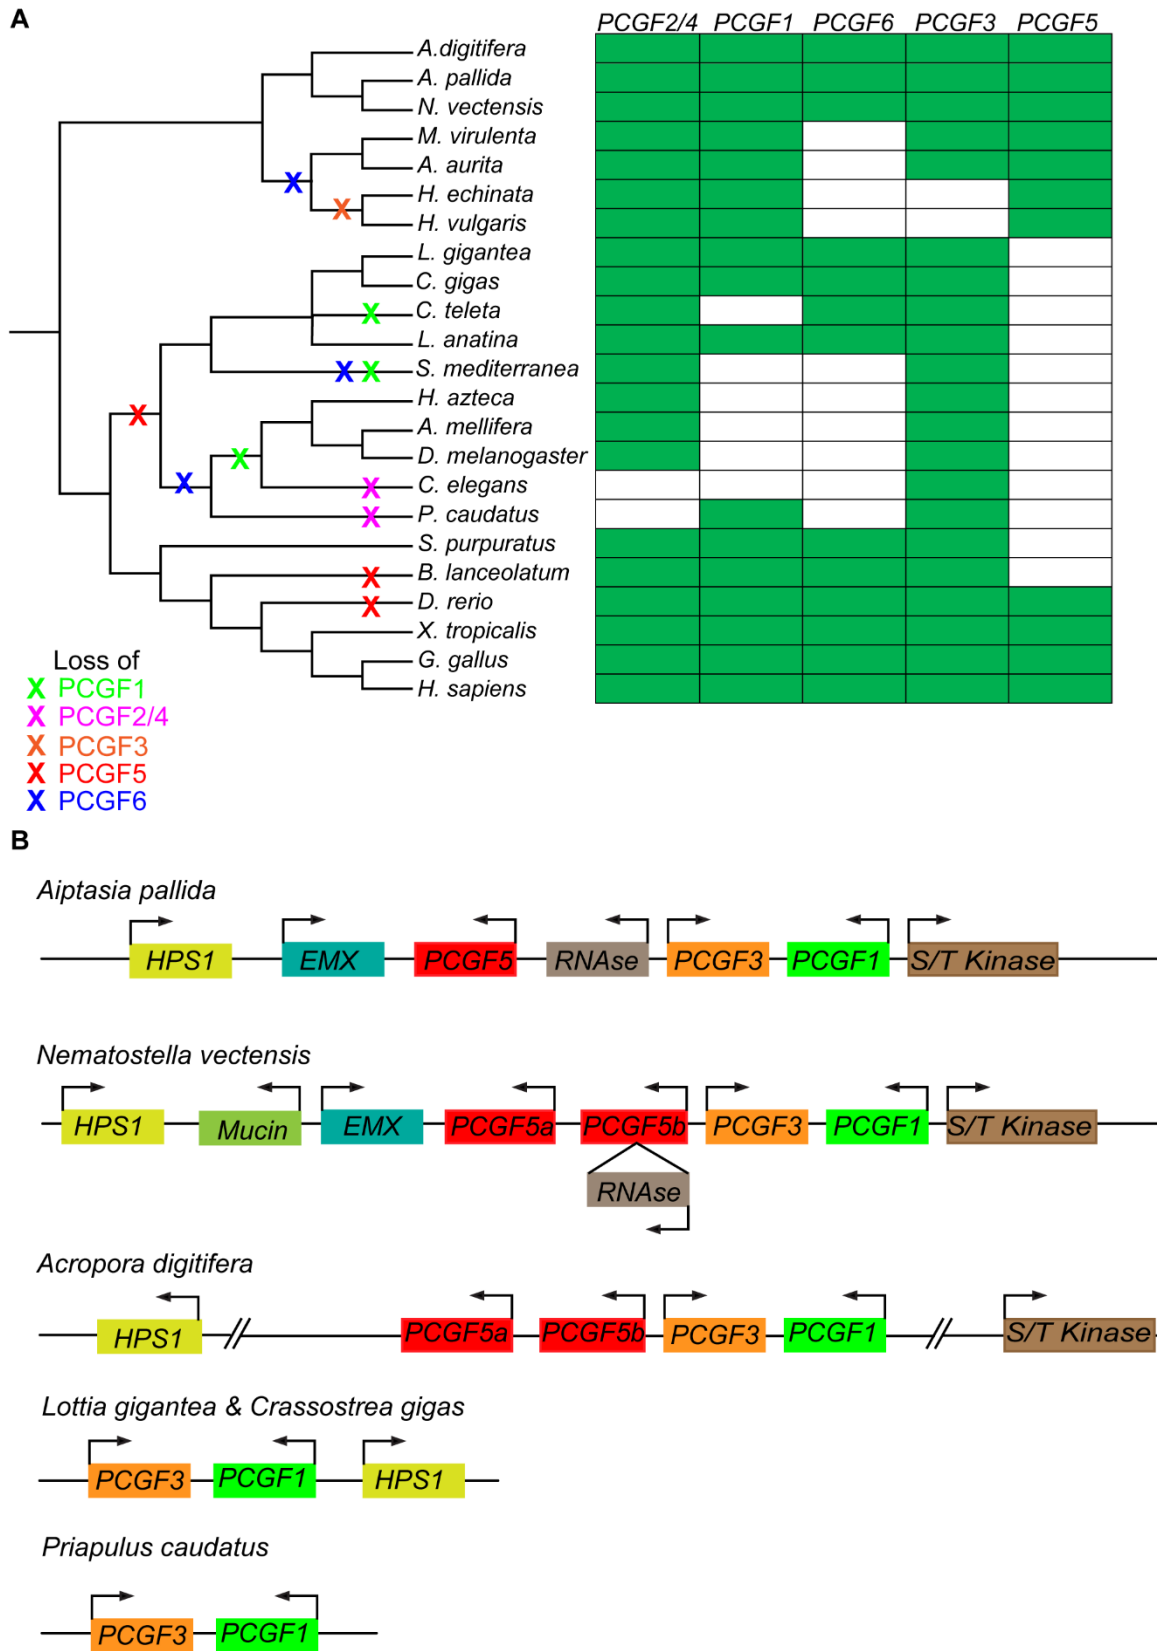 A
PCGF2/4 PCGF1 PCGF6 PCGF3 PCGF5
A.digitifera
A. pallida
N. vectensis
M. virulenta
A. aurita
H. echinata
H. vulgaris
L. gigantea
C. gigas
C. teleta
L. anatina
S. mediterranea
H. azteca
A. mellifera
D. melanogaster
C. elegans
P. caudatus
S. purpuratus
B. lanceolatum
D. rerio
X. tropicalis
G. gallus
H. sapiens
Loss of
X PCGF1
X PCGF2/4
X PCGF3
X PCGF5
X PCGF6
B
Aiptasia pallida
HPS1 EMX PCGF5 RNAse PCGF3 PCGF1 S/T Kinase
Nematostella vectensis
HPS1 Mucin EMX PCGF5a PCGF5b PCGF3 PCGF1 S/T Kinase
RNAse
Acropora digitifera
HPS1 // PCGF5a PCGF5b PCGF3 PCGF1 // S/T Kinase
Lottia gigantea & Crassostrea gigas
PCGF3 PCGF1 HPS1
Priapulus caudatus
PCGF3 PCGF1